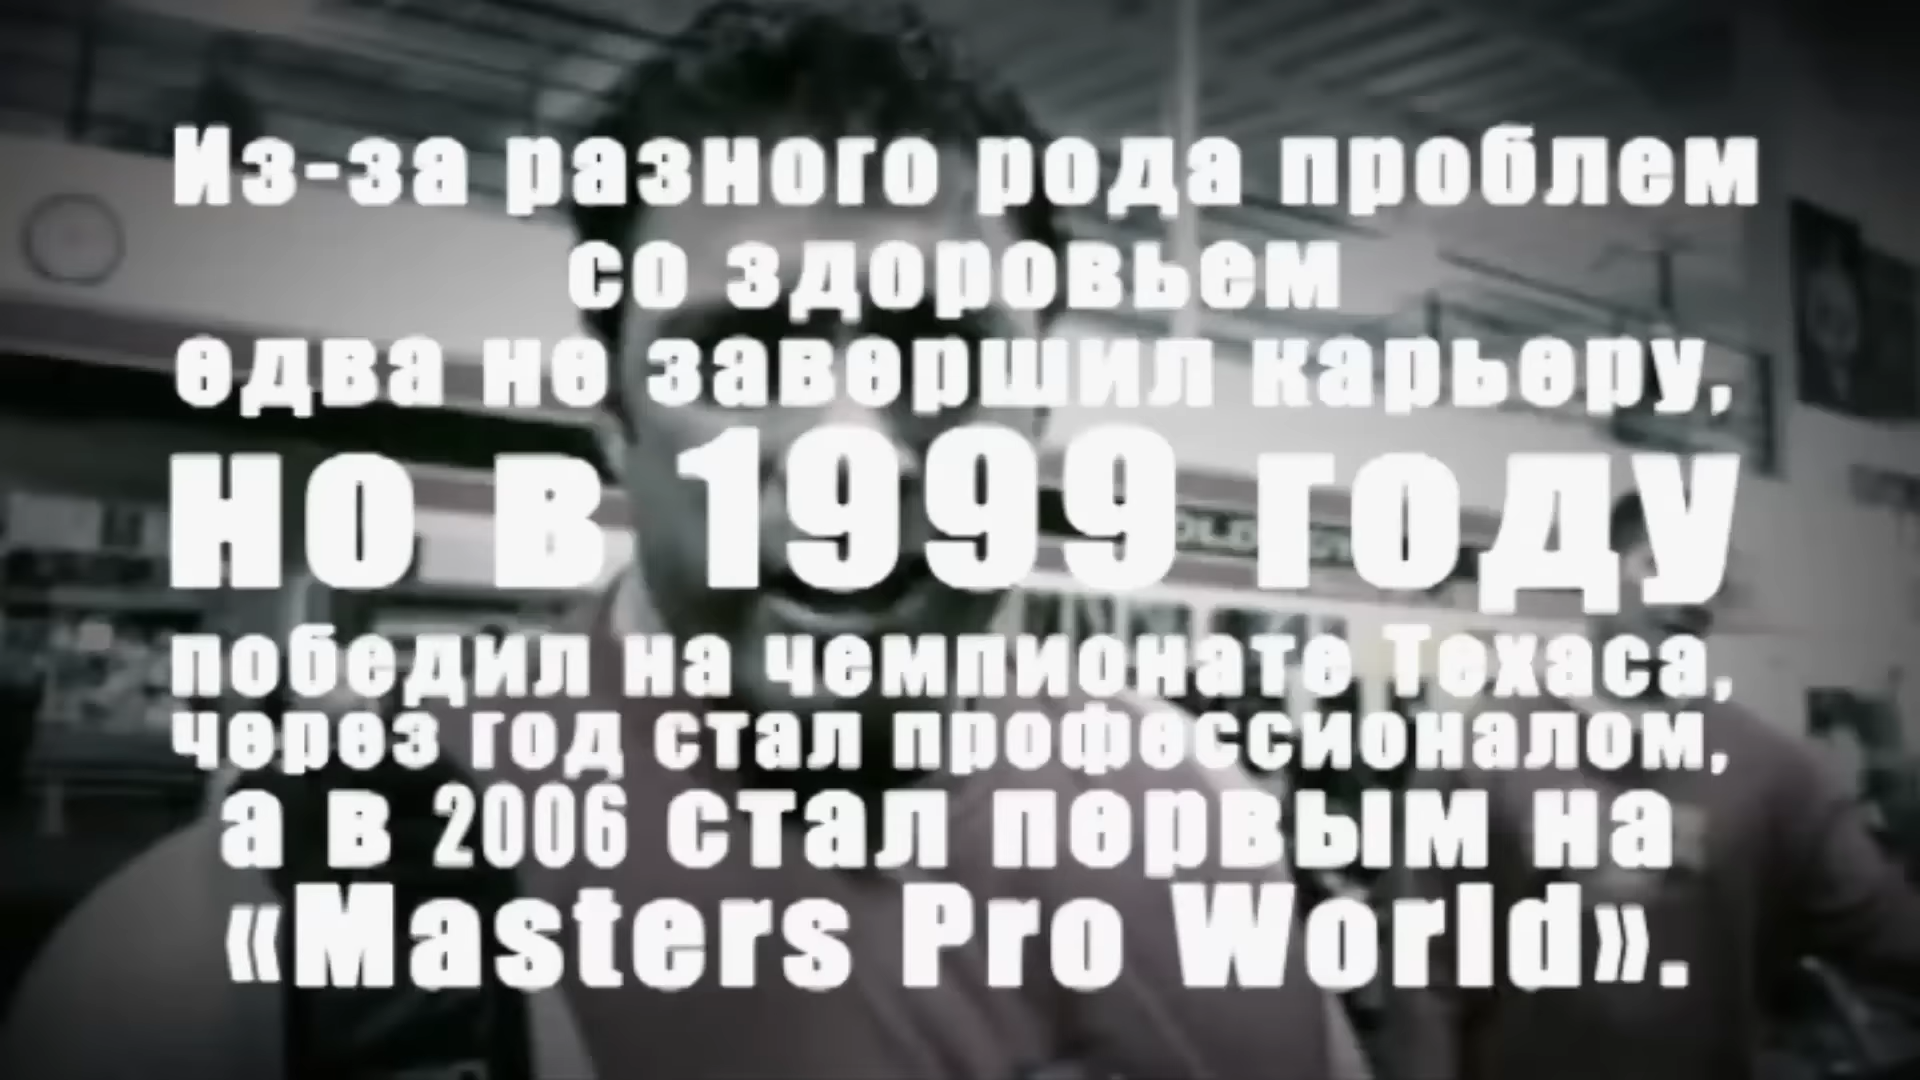 Из-за разного рода проблем
со здоровьем
едва не завершил карьеру,
но в 1999 году
победил на чемпионате Техаса,
через год стал профессионалом,
а в 2006 стал первым на
«Masters Pro World».